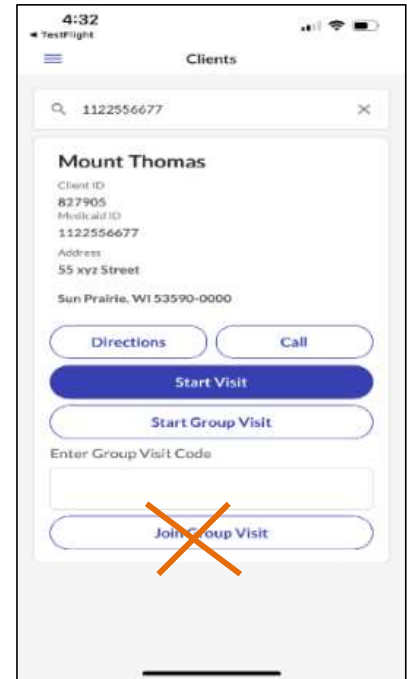 4:32
◀ TestFlight
Clients
1122556677
Mount Thomas
Client ID
827905
Medicaid ID
1122556677
Address
55 xyz Street
Sun Prairie, WI 53590-0000
Directions
Call
Start Visit
Start Group Visit
Enter Group Visit Code
Join Group Visit